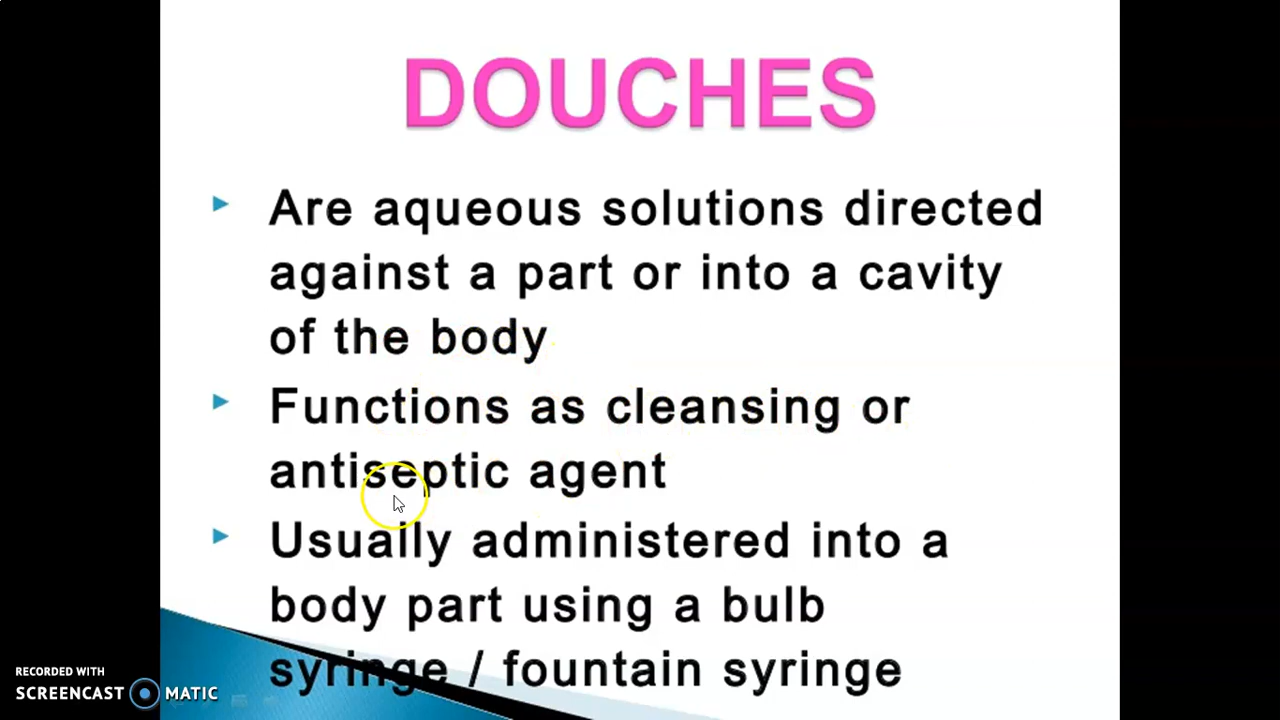 DOUCHES
Are aqueous solutions directed
against a part or into a cavity
of the body
Functions as cleansing or
antiseptic agent
Usually administered into a
body part using a bulb
syringe / fountain syringe
RECORDED WITH
SCREENCAST MATIC